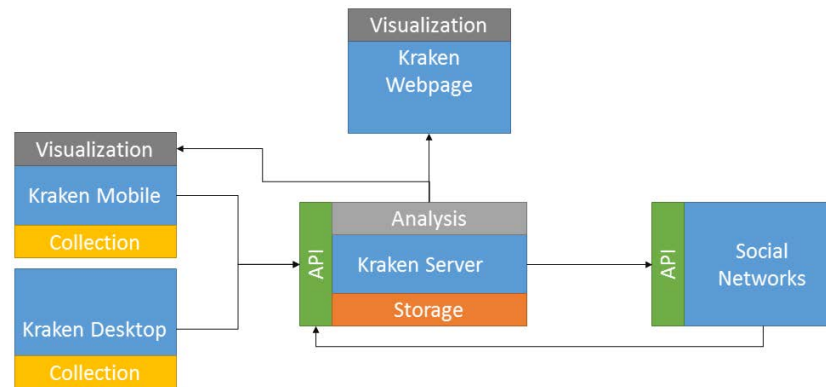 Visualization
Kraken
Webpage
Visualization
Kraken Mobile
Collection
Kraken Desktop
Collection
API
Analysis
Kraken Server
Storage
API
Social
Networks